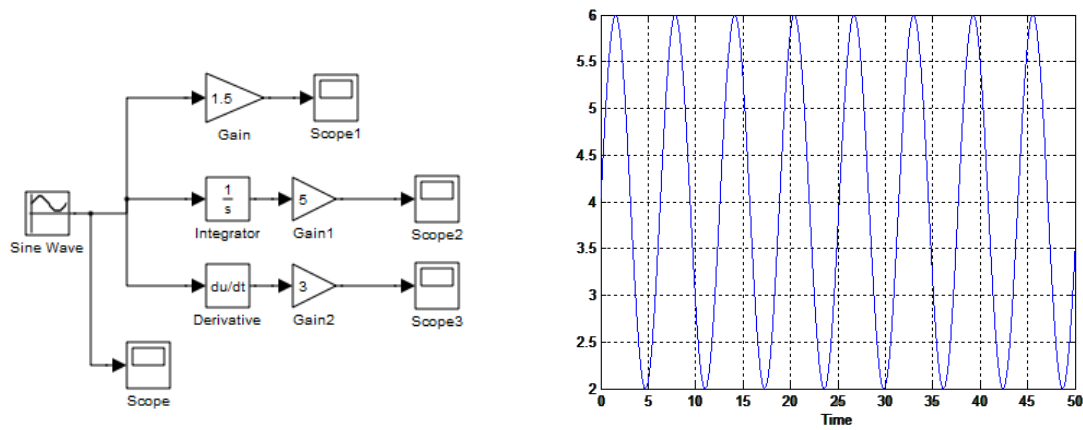 1.5
Gain
Scope1
Sine Wave
1
s
Integrator
5
Gain1
Scope2
du/dt
Derivative
3
Gain2
Scope3
Scope
6
5.5
5
4.5
4
3.5
3
2.5
2
0 5 10 15 20 25 30 35 40 45 50
Time